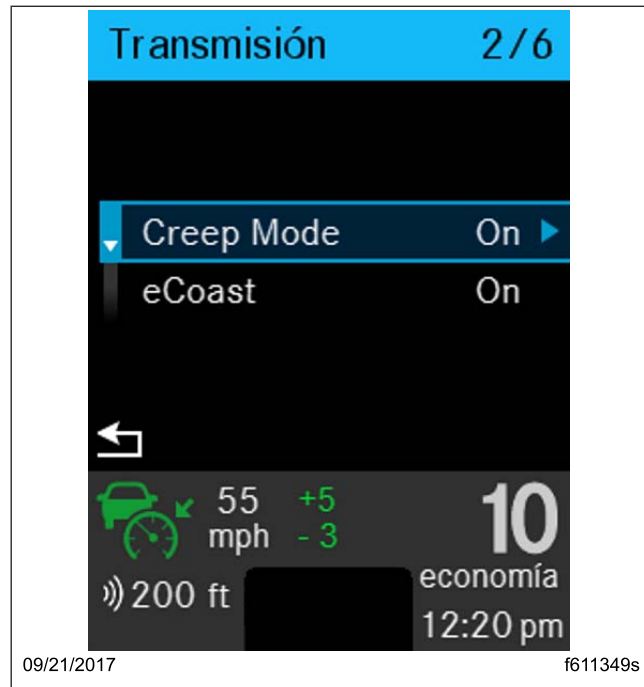 Transmisión 2/6
Creep Mode On
eCoast On
55 +5
mph - 3
10
200 ft
economía
12:20 pm
09/21/2017 f611349s